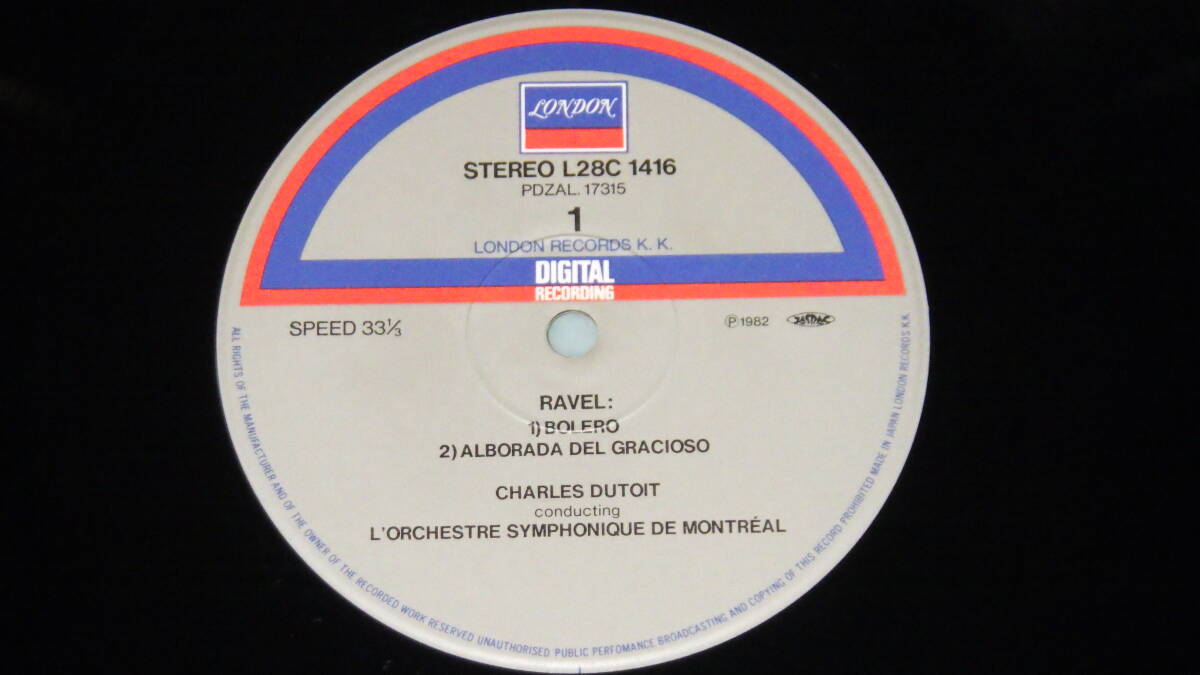 LONDON
STEREO L28C 1416
PDZAL. 17315
1
LONDON RECORDS K. K.
DIGITAL
RECORDING
SPEED 33⅓
Ⓟ1982 JASRAC
RAVEL:
1) BOLERO
2) ALBORADA DEL GRACIOSO
CHARLES DUTOIT
conducting
L'ORCHESTRE SYMPHONIQUE DE MONTRÉAL
ALL RIGHTS OF THE MANUFACTURER AND OF THE OWNER OF THE RECORDED WORK RESERVED UNAUTHORISED PUBLIC PERFOMANCE BROADCASTING AND COPYING OF THIS RECORD PROHIBITED MADE IN JAPAN LONDON RECORDS K.K.